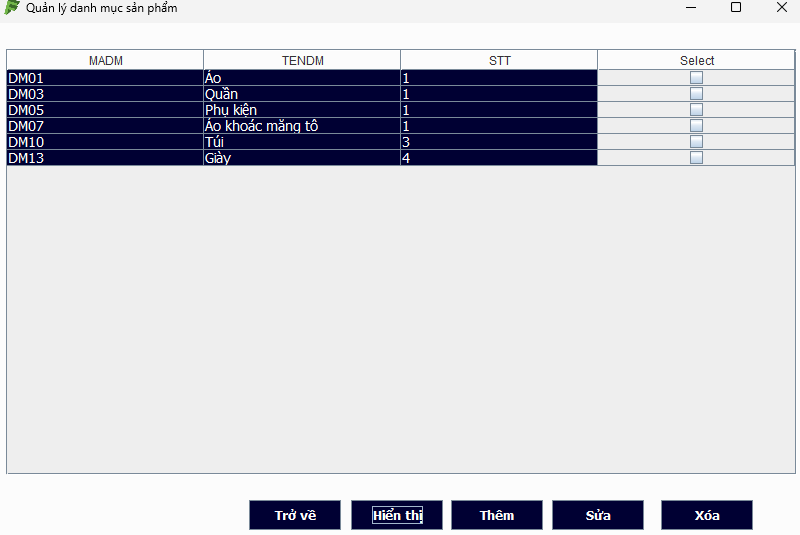 Quản lý danh mục sản phẩm
MADM TENDM STT Select
DM01 Áo 1
DM03 Quần 1
DM05 Phụ kiện 1
DM07 Áo khoác măng tô 1
DM10 Túi 3
DM13 Giày 4
Trở về Hiển thị Thêm Sửa Xóa